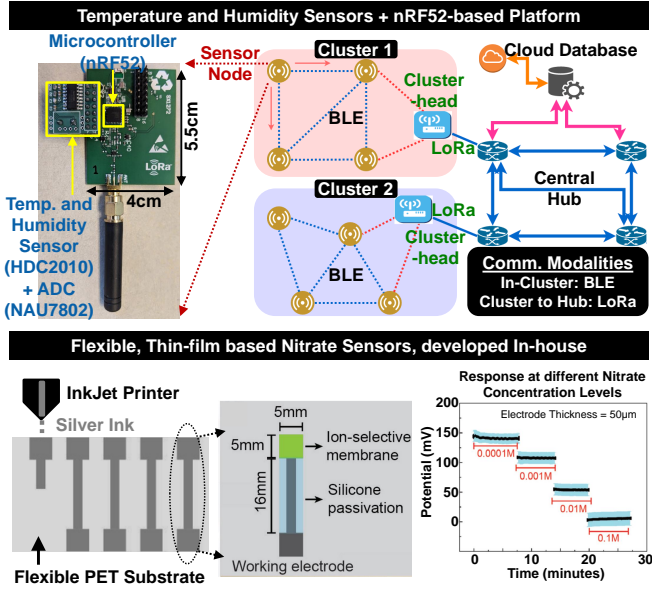 Temperature and Humidity Sensors + nRF52-based Platform
Microcontroller
(nRF52)
Sensor
Node
5.5cm
4cm
LoRa
1
Temp. and
Humidity
Sensor
(HDC2010)
+ ADC
(NAU7802)
Cluster 1
BLE
Cluster
-head
LoRa
Cluster 2
BLE
LoRa
Cluster
-head
Cloud Database
Central
Hub
Comm. Modalities
In-Cluster: BLE
Cluster to Hub: LoRa
Flexible, Thin-film based Nitrate Sensors, developed In-house
InkJet Printer
Silver Ink
Flexible PET Substrate
5mm
5mm
16mm
Ion-selective
membrane
Silicone
passivation
Working electrode
Response at different Nitrate
Concentration Levels
Electrode Thickness = 50µm
Potential (mV)
200
150
100
50
0
0.0001M
0.001M
0.01M
0.1M
0
10
20
30
Time (minutes)